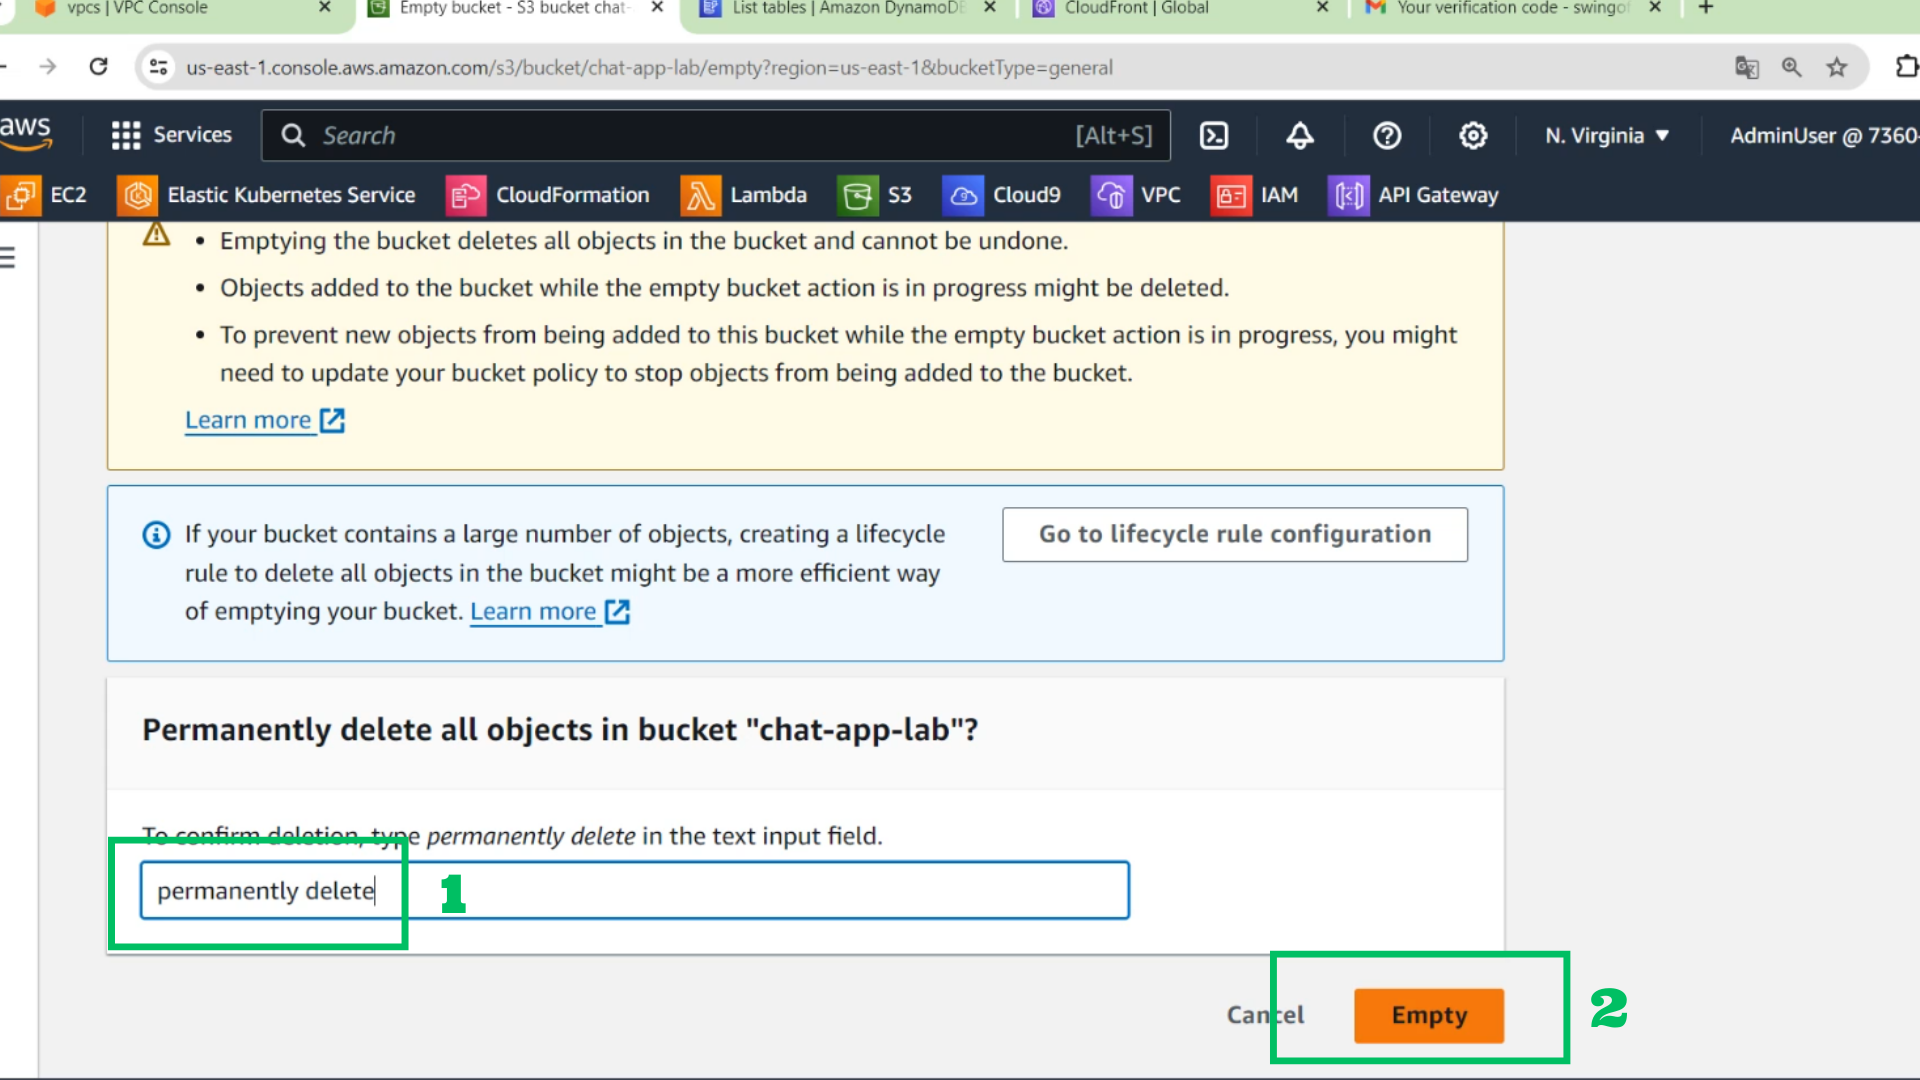 vpcs | VPC Console
Empty bucket - S3 bucket chat-
List tables | Amazon DynamoDB
CloudFront | Global
Your verification code - swingof
us-east-1.console.aws.amazon.com/s3/bucket/chat-app-lab/empty?region=us-east-1&bucketType=general
aws
Services
Search
[Alt+S]
N. Virginia
AdminUser @ 7360-
EC2
Elastic Kubernetes Service
CloudFormation
Lambda
S3
Cloud9
VPC
IAM
API Gateway
• Emptying the bucket deletes all objects in the bucket and cannot be undone.
• Objects added to the bucket while the empty bucket action is in progress might be deleted.
• To prevent new objects from being added to this bucket while the empty bucket action is in progress, you might
need to update your bucket policy to stop objects from being added to the bucket.
Learn more
If your bucket contains a large number of objects, creating a lifecycle
rule to delete all objects in the bucket might be a more efficient way
of emptying your bucket. Learn more
Go to lifecycle rule configuration
Permanently delete all objects in bucket "chat-app-lab"?
To confirm deletion, type permanently delete in the text input field.
permanently delete
1
Cancel
Empty
2